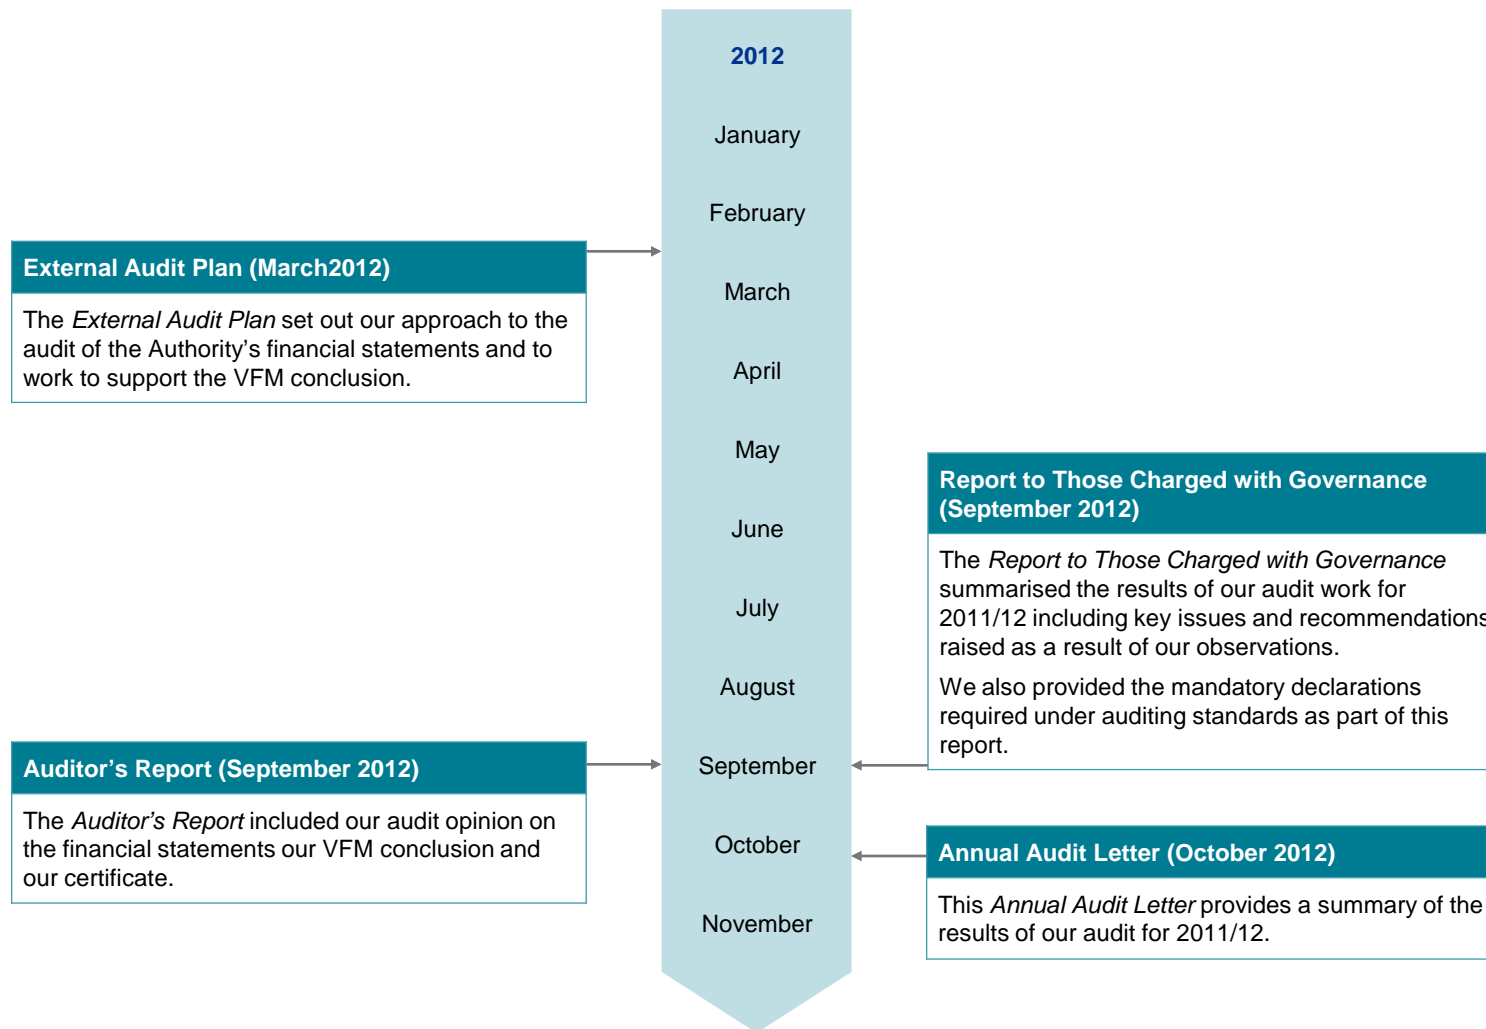 2012
January
February
March
April
May
June
July
August
September
October
November
External Audit Plan (March2012)
The External Audit Plan set out our approach to the
audit of the Authority’s financial statements and to
work to support the VFM conclusion.
Auditor’s Report (September 2012)
The Auditor’s Report included our audit opinion on
the financial statements our VFM conclusion and
our certificate.
Report to Those Charged with Governance
(September 2012)
The Report to Those Charged with Governance
summarised the results of our audit work for
2011/12 including key issues and recommendations
raised as a result of our observations.
We also provided the mandatory declarations
required under auditing standards as part of this
report.
Annual Audit Letter (October 2012)
This Annual Audit Letter provides a summary of the
results of our audit for 2011/12.